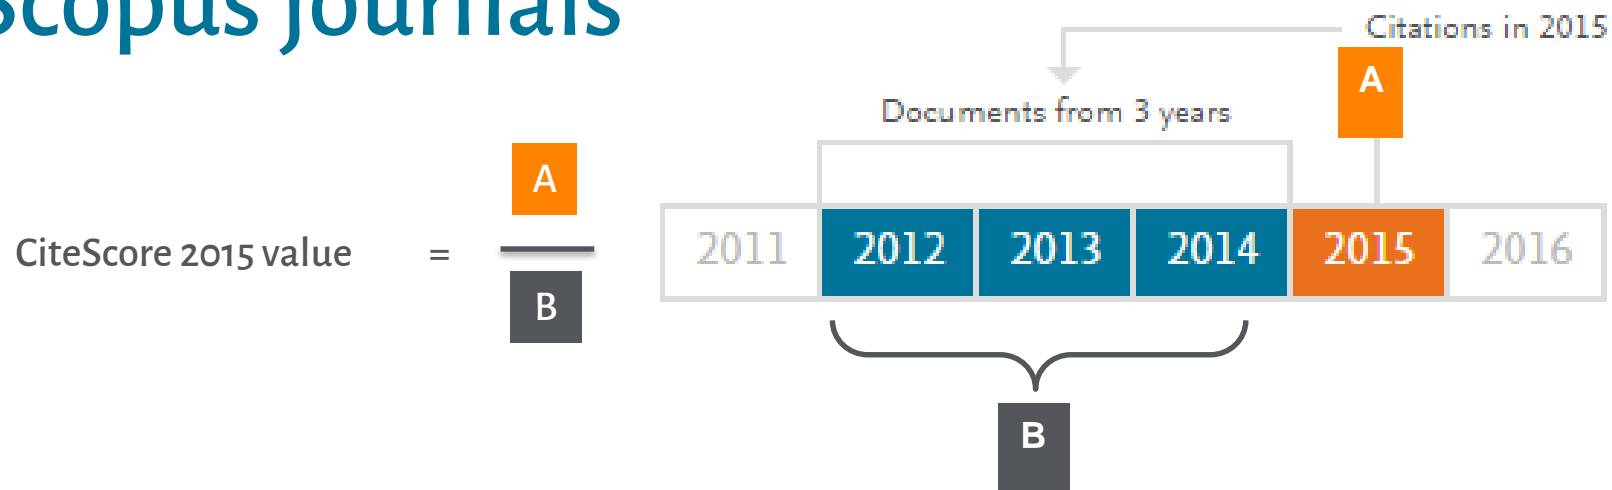 Scopus journals
Citations in 2015
A
Documents from 3 years
A
CiteScore 2015 value =
B
2011 2012 2013 2014 2015 2016
B